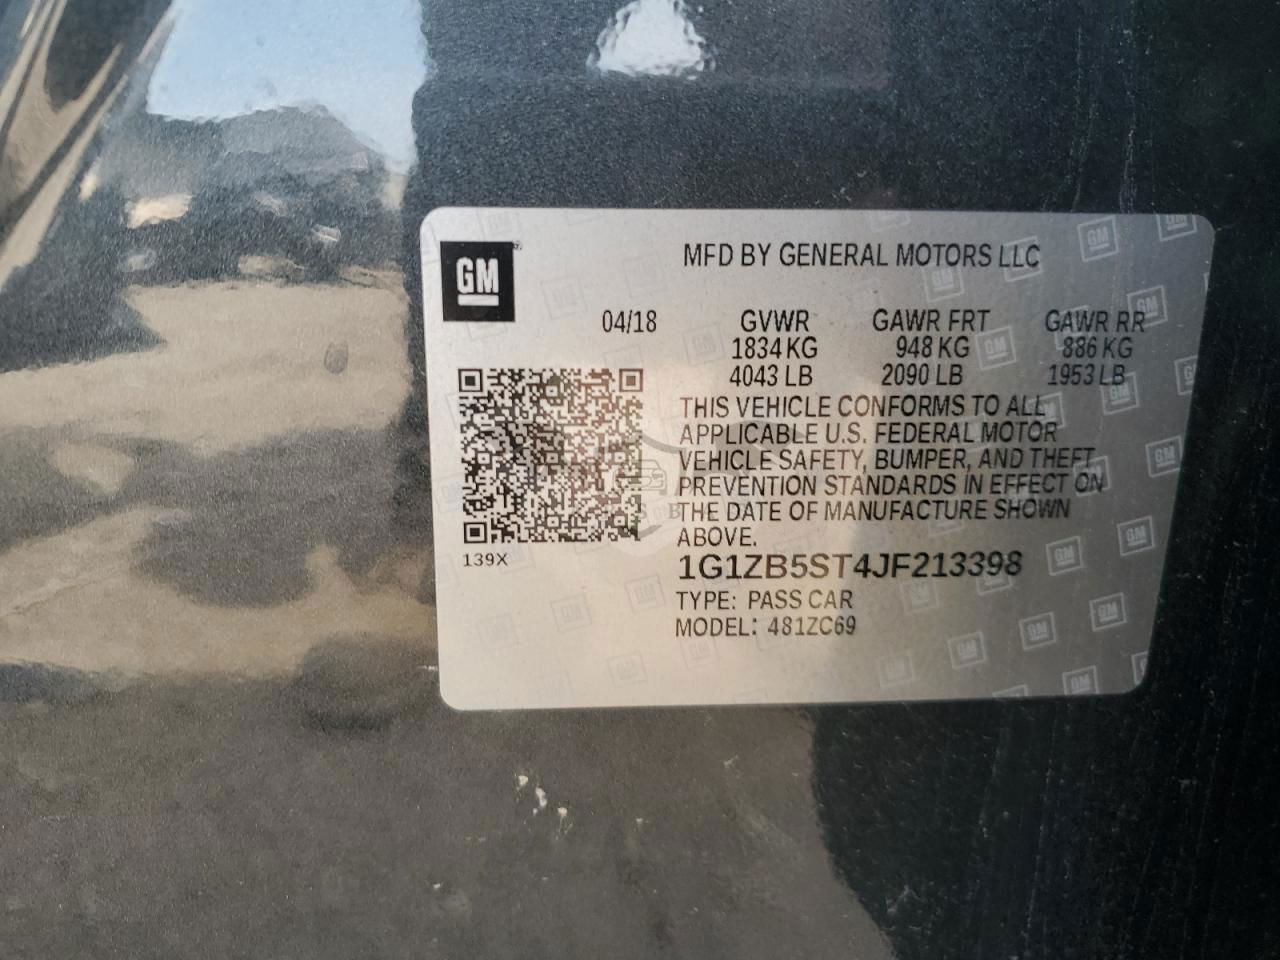 GM
MFD BY GENERAL MOTORS LLC
04/18 GVWR GAWR FRT GAWR RR
1834 KG 948 KG 886 KG
4043 LB 2090 LB 1953 LB
THIS VEHICLE CONFORMS TO ALL
APPLICABLE U.S. FEDERAL MOTOR
VEHICLE SAFETY, BUMPER, AND THEFT
PREVENTION STANDARDS IN EFFECT ON
THE DATE OF MANUFACTURE SHOWN
ABOVE.
139X
1G1ZB5ST4JF213398
TYPE: PASS CAR
MODEL: 481ZC69